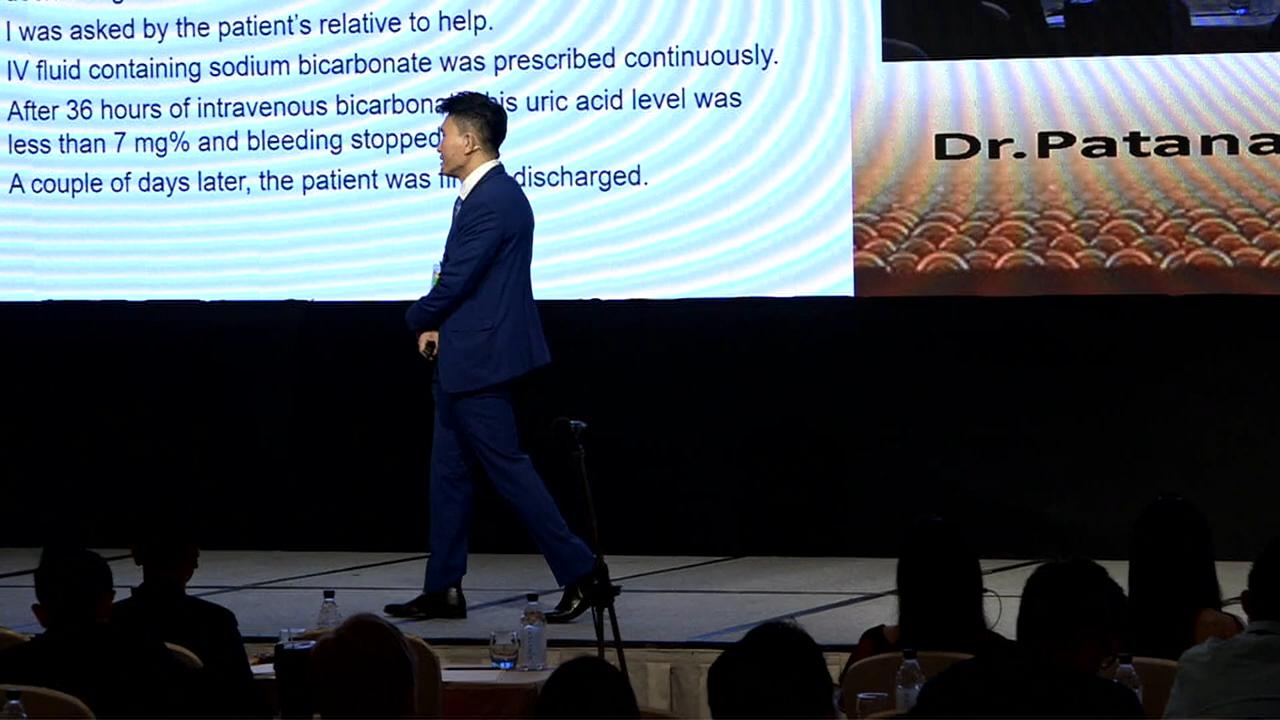 I was asked by the patient's relative to help.
IV fluid containing sodium bicarbonate was prescribed continuously.
After 36 hours of intravenous uric acid level was
less than 7 mg% and bleeding stopped
A couple of days later, the patient was discharged.
Dr.Patana